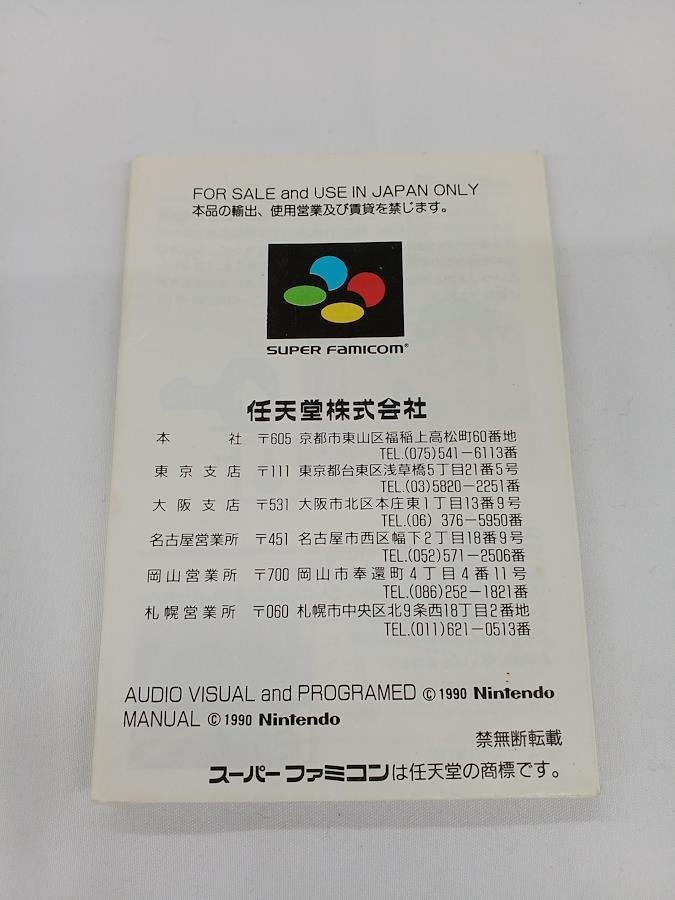 FOR SALE and USE IN JAPAN ONLY
本品の輸出、使用営業及び賃貸を禁じます。
SUPER FAMICOM®
任天堂株式会社
本社 〒605 京都市東山区福稲上高松町60番地
TEL.(075)541-6113番
東京支店 〒111 東京都台東区浅草橋5丁目21番5号
TEL.(03)5820-2251番
大阪支店 〒531 大阪市北区本庄東1丁目13番9号
TEL.(06) 376-5950番
名古屋営業所 〒451 名古屋市西区幅下2丁目18番9号
TEL.(052)571-2506番
岡山営業所 〒700 岡山市奉還町4丁目4番11号
TEL.(086)252-1821番
札幌営業所 〒060 札幌市中央区北9条西18丁目2番地
TEL.(011)621-0513番
AUDIO VISUAL and PROGRAMED ©1990 Nintendo
MANUAL ©1990 Nintendo
禁無断転載
スーパーファミコンは任天堂の商標です。